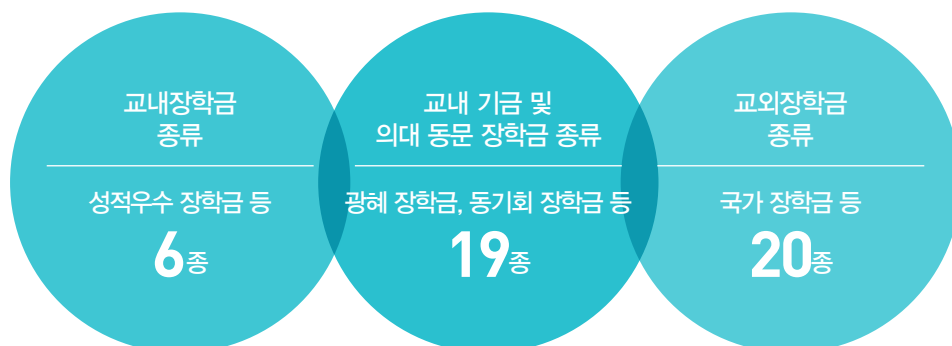 교내장학금
종류
성적우수 장학금 등
6종
교내 기금 및
의대 동문 장학금 종류
광혜 장학금, 동기회 장학금 등
19종
교외장학금
종류
국가 장학금 등
20종